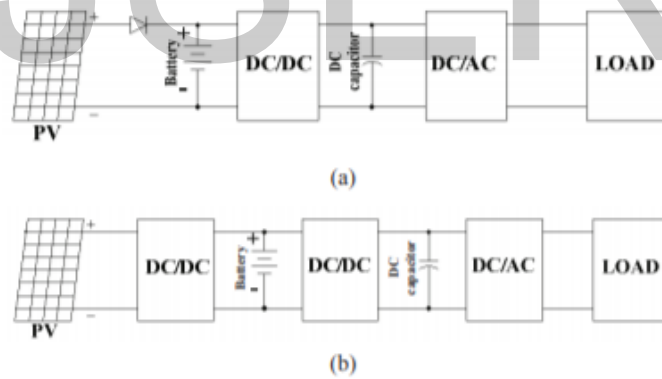 +
Battery
+
-
DC/DC
DC
capacitor
DC/AC
LOAD
−
PV
(a)
+
DC/DC
Battery
+
-
DC/DC
DC
capacitor
DC/AC
LOAD
−
PV
(b)